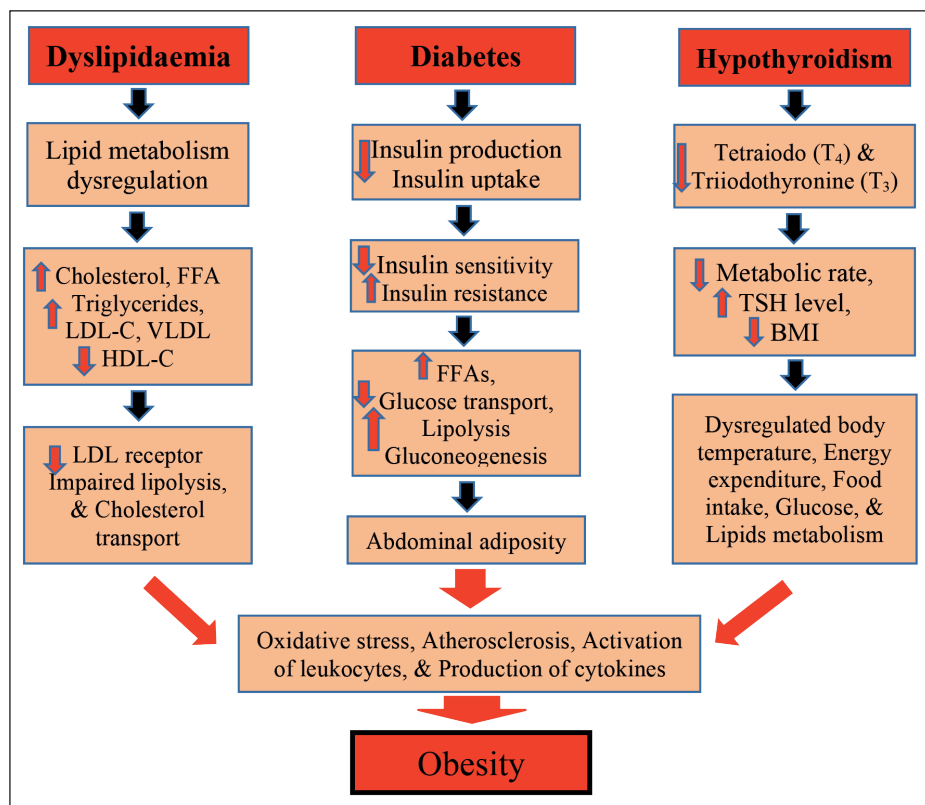 Dyslipidaemia
Lipid metabolism
dysregulation
Cholesterol, FFA
Triglycerides,
LDL-C, VLDL
HDL-C
LDL receptor
Impaired lipolysis,
& Cholesterol
transport
Diabetes
Insulin production
Insulin uptake
Insulin sensitivity
Insulin resistance
FFAs,
Glucose transport,
Lipolysis
Gluconeogenesis
Abdominal adiposity
Hypothyroidism
Tetraiodo (T₄) &
Triiodothyronine (T₃)
Metabolic rate,
TSH level,
BMI
Dysregulated body
temperature, Energy
expenditure, Food
intake, Glucose, &
Lipids metabolism
Oxidative stress, Atherosclerosis, Activation
of leukocytes, & Production of cytokines
Obesity